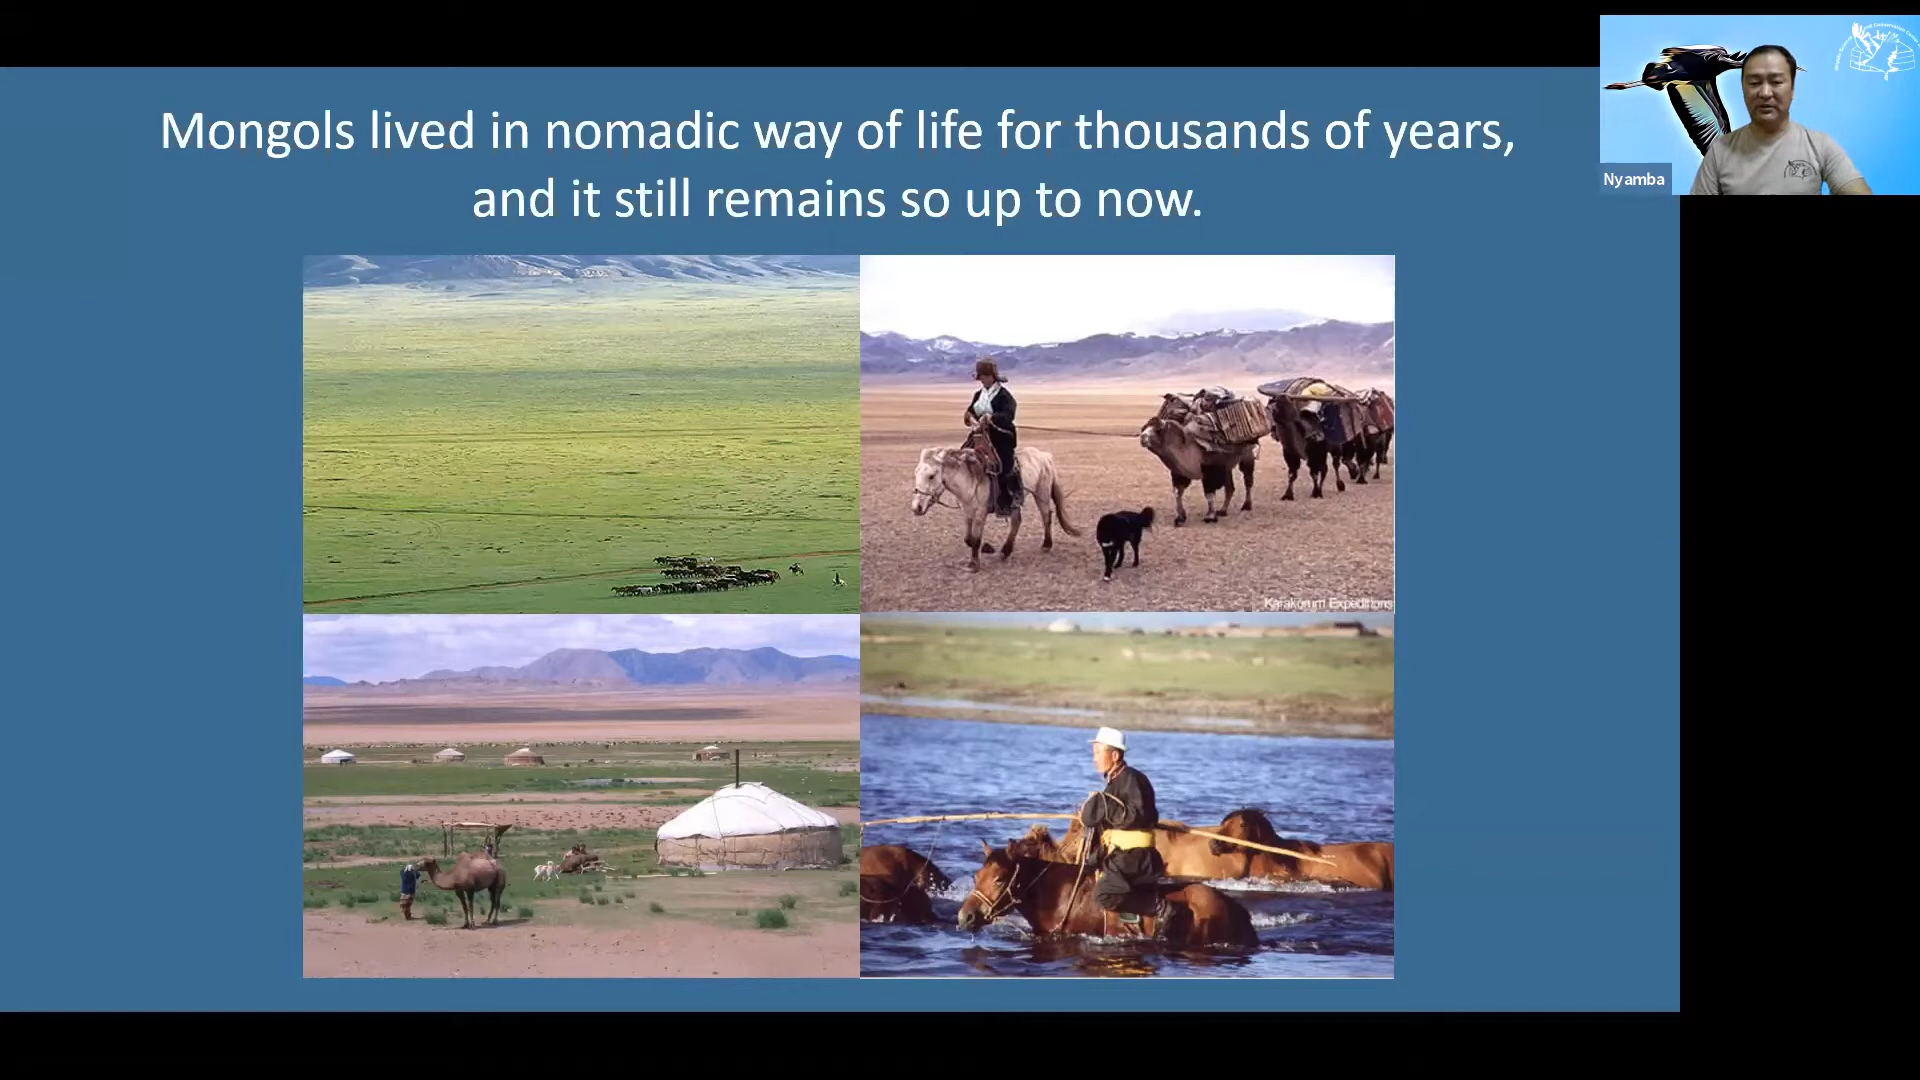 Mongols lived in nomadic way of life for thousands of years,
and it still remains so up to now.
Nyamba
Karakorum Expeditions